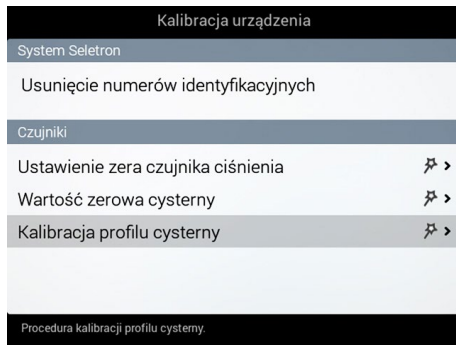 Kalibracja urządzenia
System Seletron
Usunięcie numerów identyfikacyjnych
Czujniki
Ustawienie zera czujnika ciśnienia
Wartość zerowa cysterny
Kalibracja profilu cysterny
Procedura kalibracji profilu cysterny.